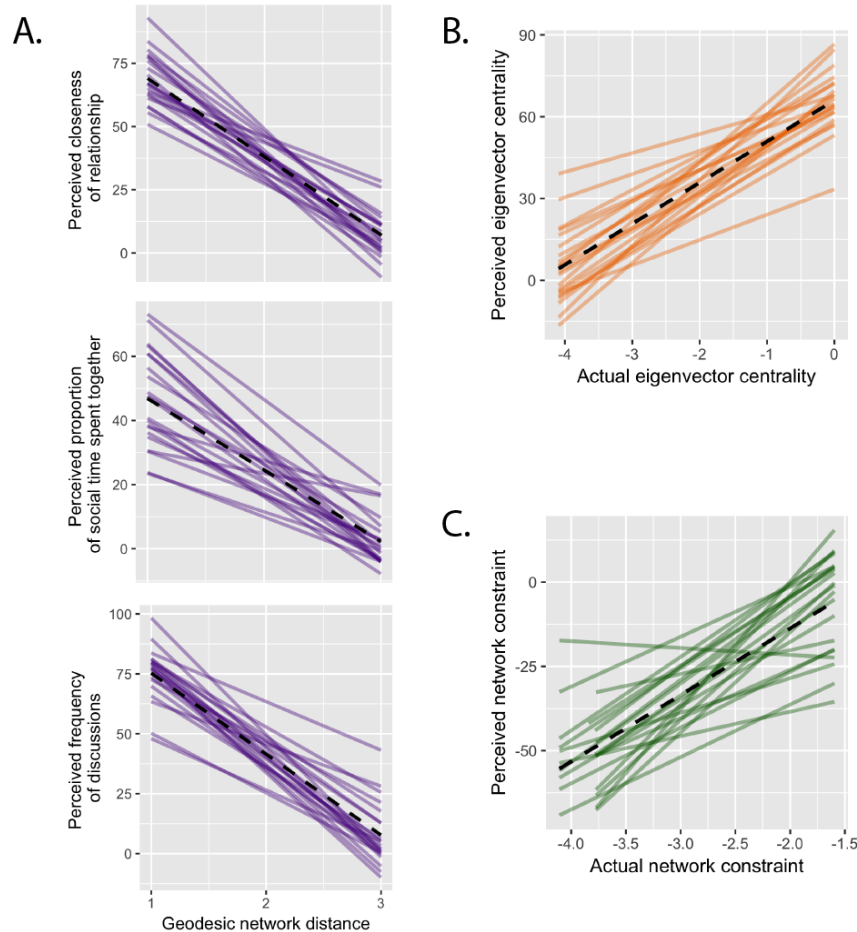 A.
Perceived closeness
of relationship
75
50
25
0
Perceived proportion
of social time spent together
60
40
20
0
Perceived frequency
of discussions
100
75
50
25
0
1 2 3
Geodesic network distance
B.
Perceived eigenvector centrality
90
60
30
0
-4 -3 -2 -1 0
Actual eigenvector centrality
C.
Perceived network constraint
0
-25
-50
-4.0 -3.5 -3.0 -2.5 -2.0 -1.5
Actual network constraint